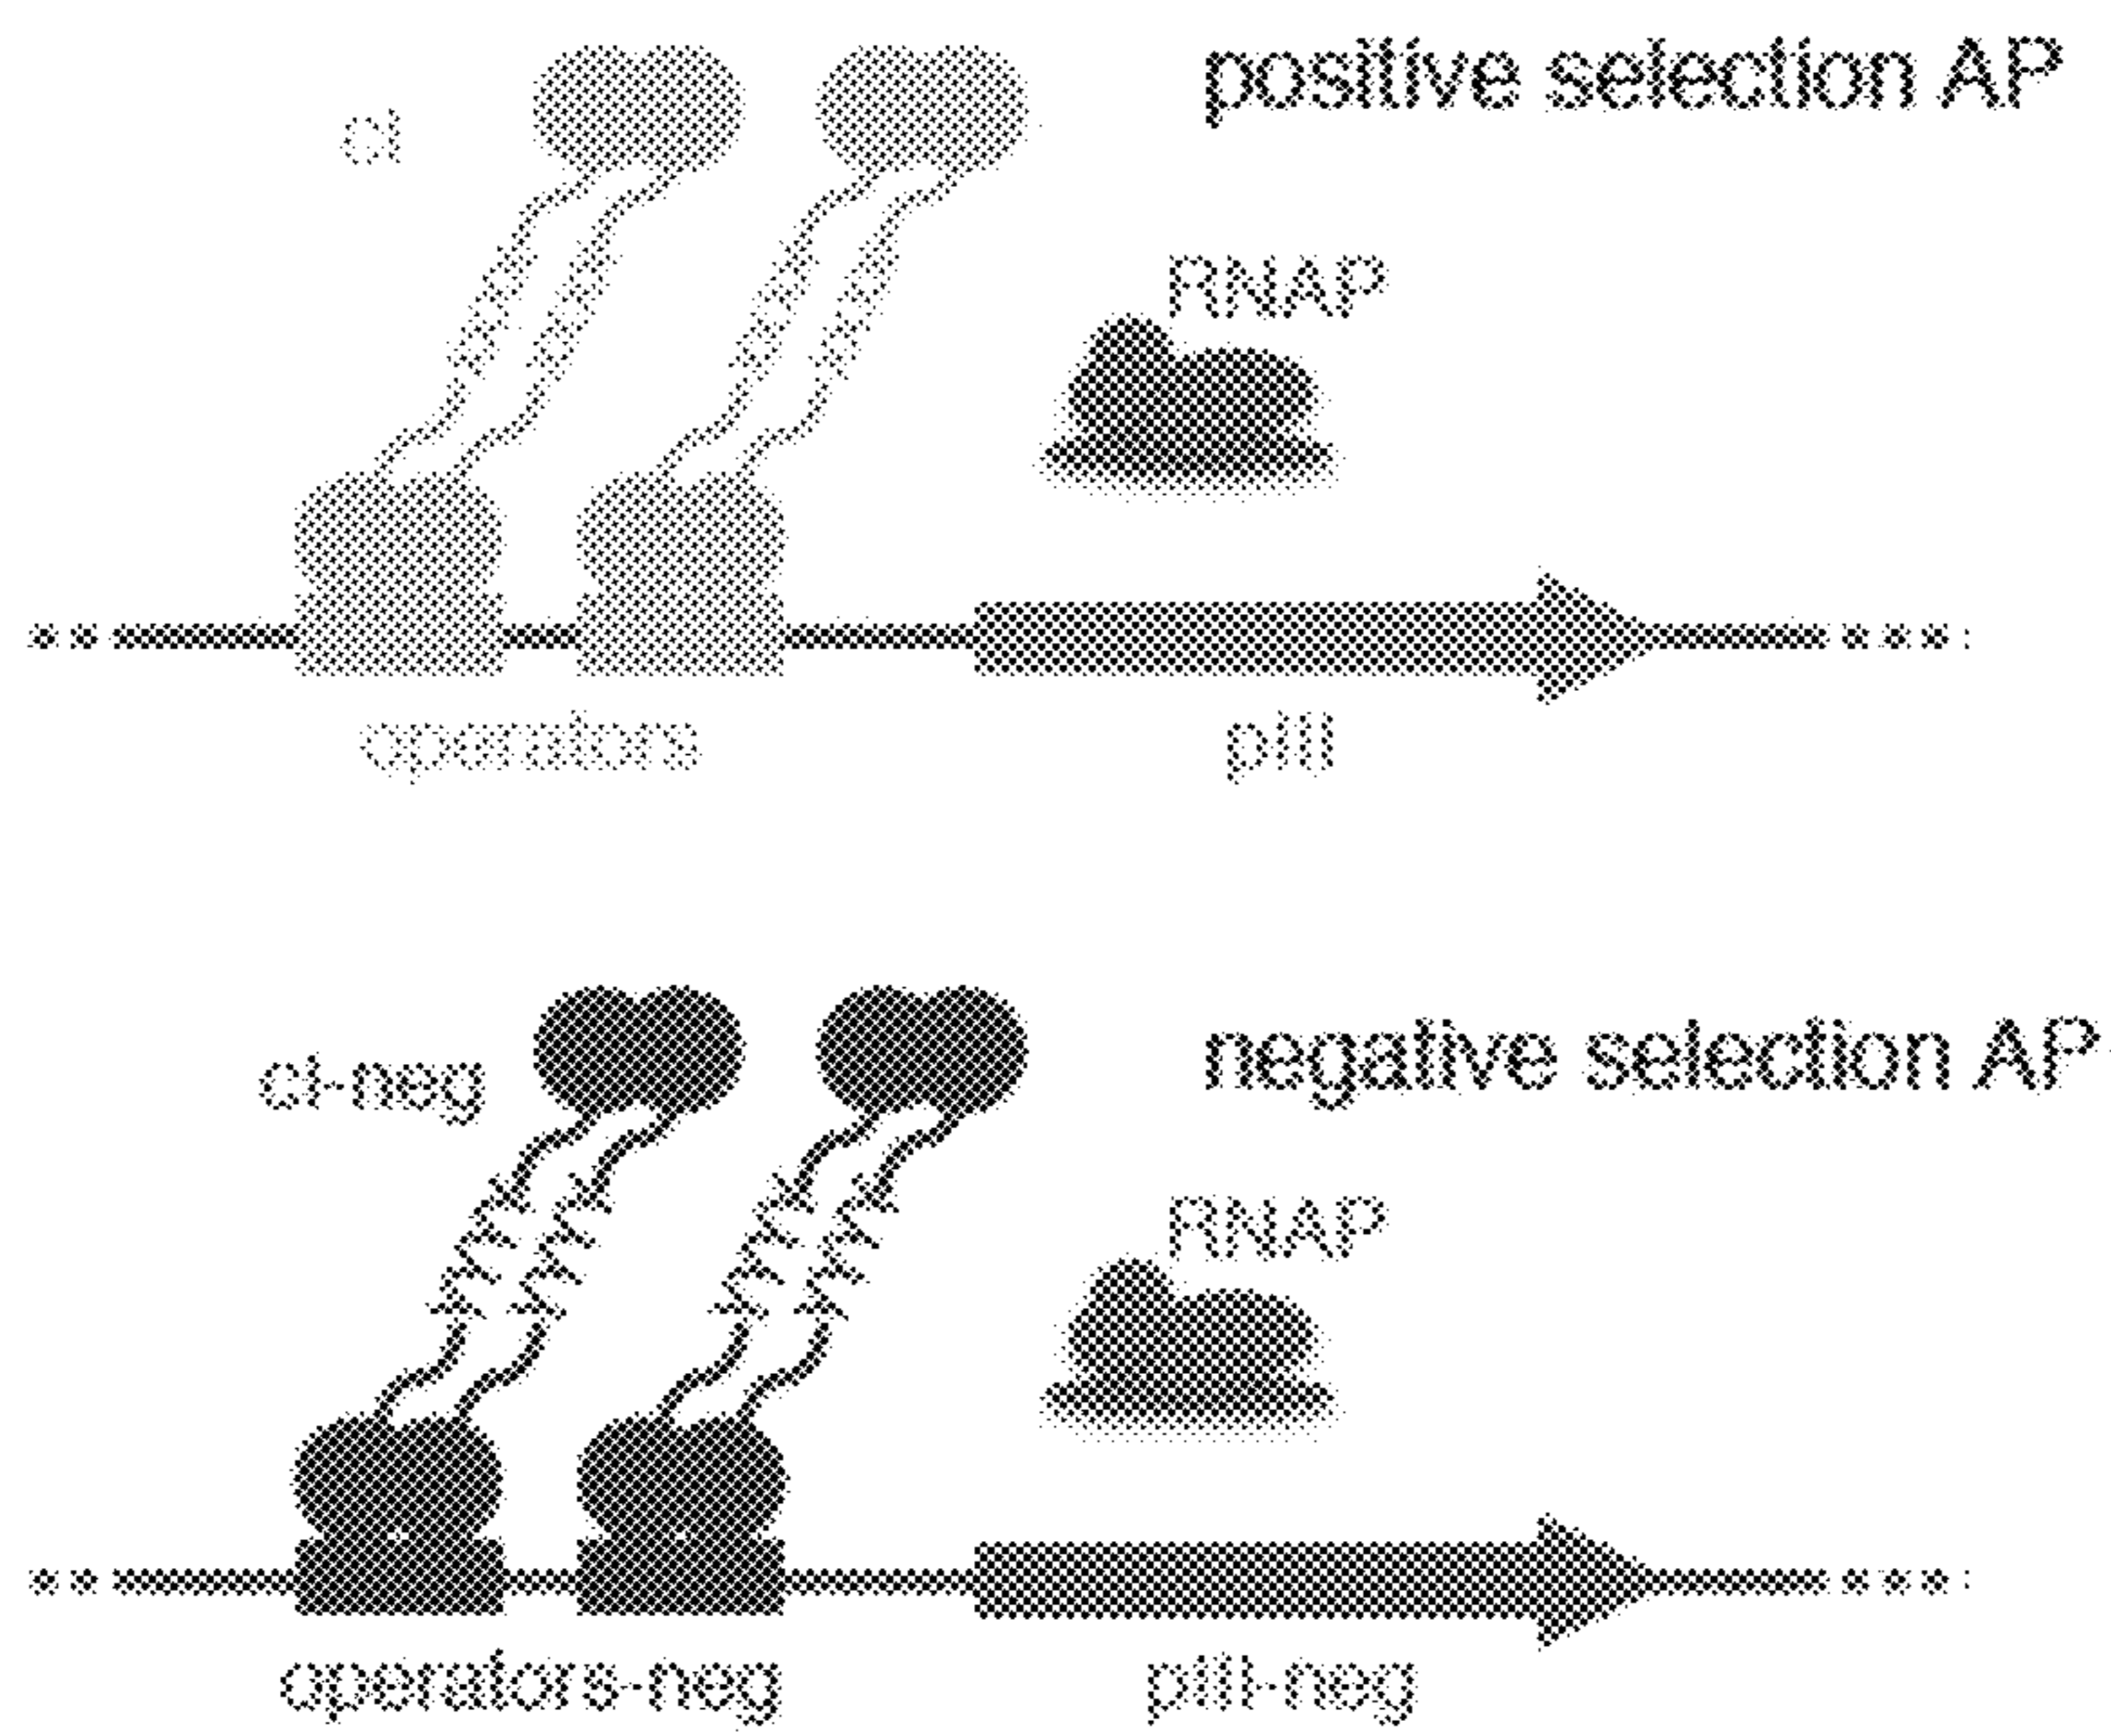 positive selection AP
cI
RNAP
operators
pIII
negative selection AP
cI-neg
RNAP
operators-neg
pIII-neg